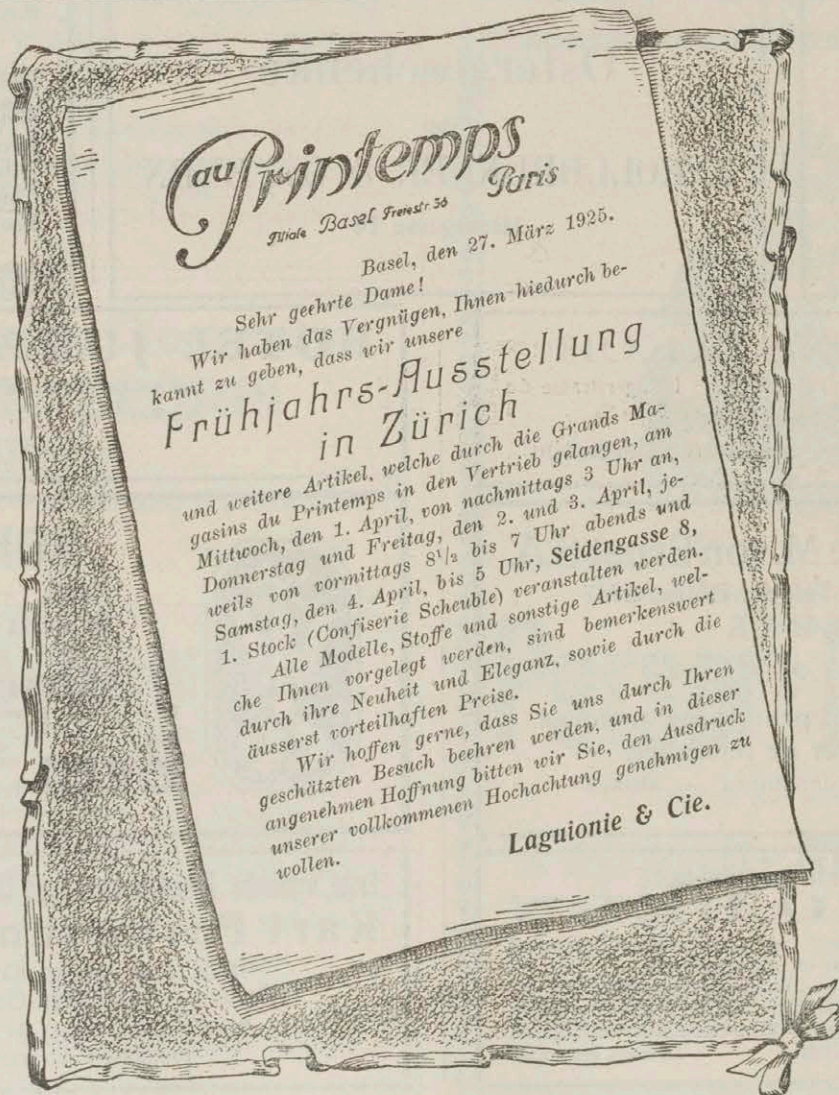 au Printemps
Paris
Filiale Basel Freiestr. 36
Basel, den 27. März 1925.
Sehr geehrte Dame!
Wir haben das Vergnügen, Ihnen hiedurch be-
kannt zu geben, dass wir unsere
Frühjahrs-Ausstellung
in Zürich
und weitere Artikel, welche durch die Grands Ma-
gasins du Printemps in den Vertrieb gelangen, am
Mittwoch, den 1. April, von nachmittags 3 Uhr an,
Donnerstag und Freitag, den 2. und 3. April, je-
weils von vormittags 8½ bis 7 Uhr abends und
Samstag, den 4. April, bis 5 Uhr, Seidengasse 8,
1. Stock (Confiserie Scheuble) veranstalten werden.
Alle Modelle, Stoffe und sonstige Artikel, wel-
che Ihnen vorgelegt werden, sind bemerkenswert
durch ihre Neuheit und Eleganz, sowie durch die
äusserst vorteilhaften Preise.
Wir hoffen gerne, dass Sie uns durch Ihren
geschätzten Besuch beehren werden, und in dieser
angenehmen Hoffnung bitten wir Sie, den Ausdruck
unserer vollkommenen Hochachtung genehmigen zu
wollen.
Laguionie & Cie.